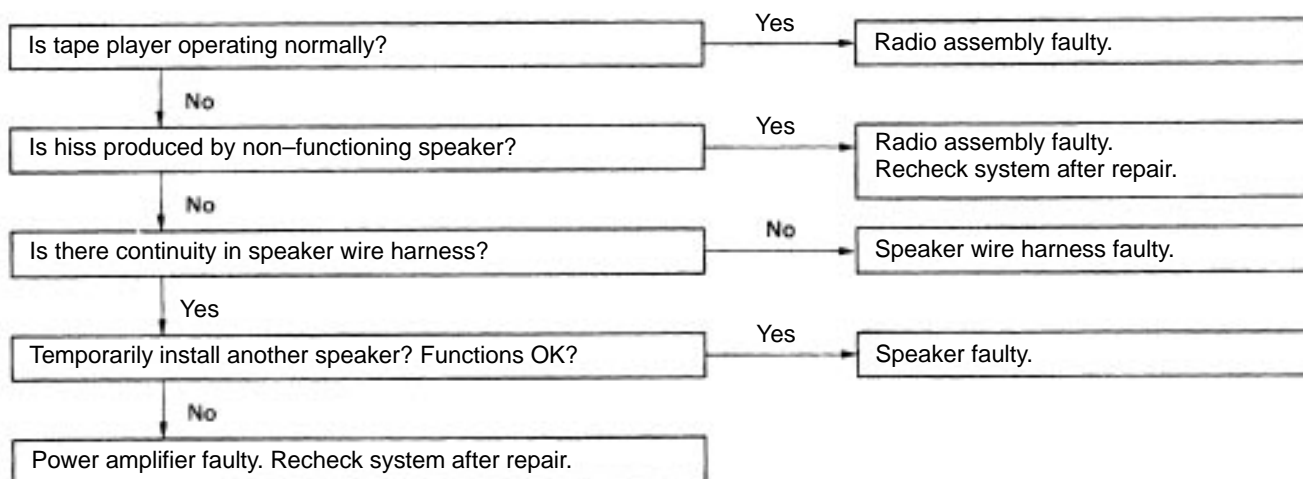 Is tape player operating normally?
Yes
Radio assembly faulty.
No
Is hiss produced by non–functioning speaker?
Yes
Radio assembly faulty.
Recheck system after repair.
No
Is there continuity in speaker wire harness?
No
Speaker wire harness faulty.
Yes
Temporarily install another speaker? Functions OK?
Yes
Speaker faulty.
No
Power amplifier faulty. Recheck system after repair.